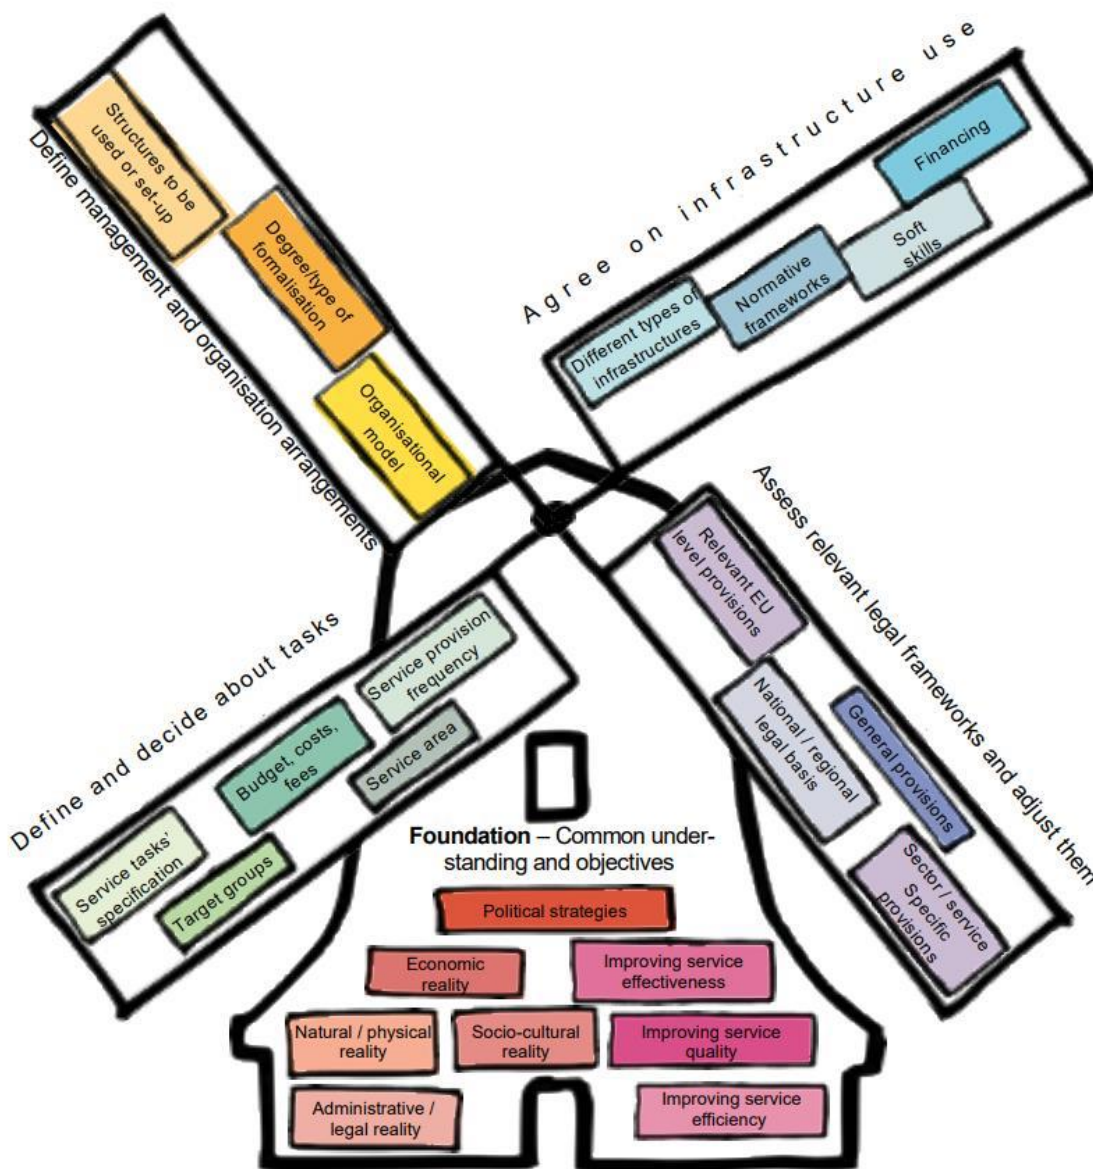 Define management and organisation arrangements
Structures to be
used or set-up
Degree/type of
formalisation
Organisational
model
Agree on infrastructure use
Financing
Soft
skills
Normative
frameworks
Different types of
infrastructures
Assess relevant legal frameworks and adjust them
Relevant EU
level provisions
National / regional
legal basis
General provisions
Sector / service
Specific
provisions
Define and decide about tasks
Service provision
frequency
Budget, costs,
fees
Service area
Service tasks'
specification
Target groups
Foundation – Common under-
standing and objectives
Political strategies
Economic
reality
Improving service
effectiveness
Natural / physical
reality
Socio-cultural
reality
Improving service
quality
Administrative /
legal reality
Improving service
efficiency